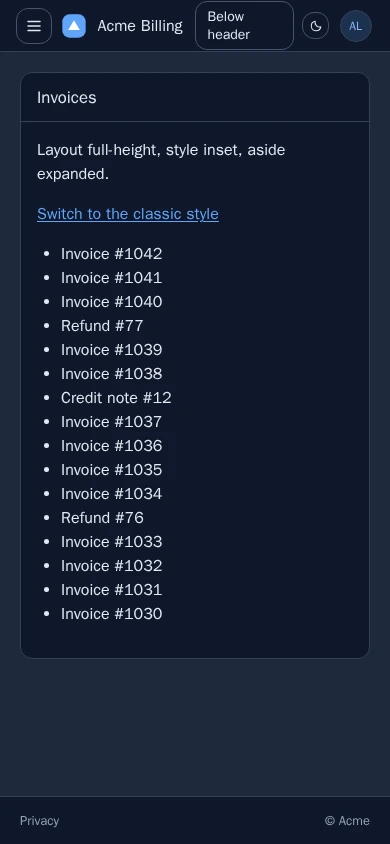 Acme Billing
Below
header
AL
Invoices
Layout full-height, style inset, aside
expanded.
Switch to the classic style
Invoice #1042
Invoice #1041
Invoice #1040
Refund #77
Invoice #1039
Invoice #1038
Credit note #12
Invoice #1037
Invoice #1036
Invoice #1035
Invoice #1034
Refund #76
Invoice #1033
Invoice #1032
Invoice #1031
Invoice #1030
Privacy
© Acme